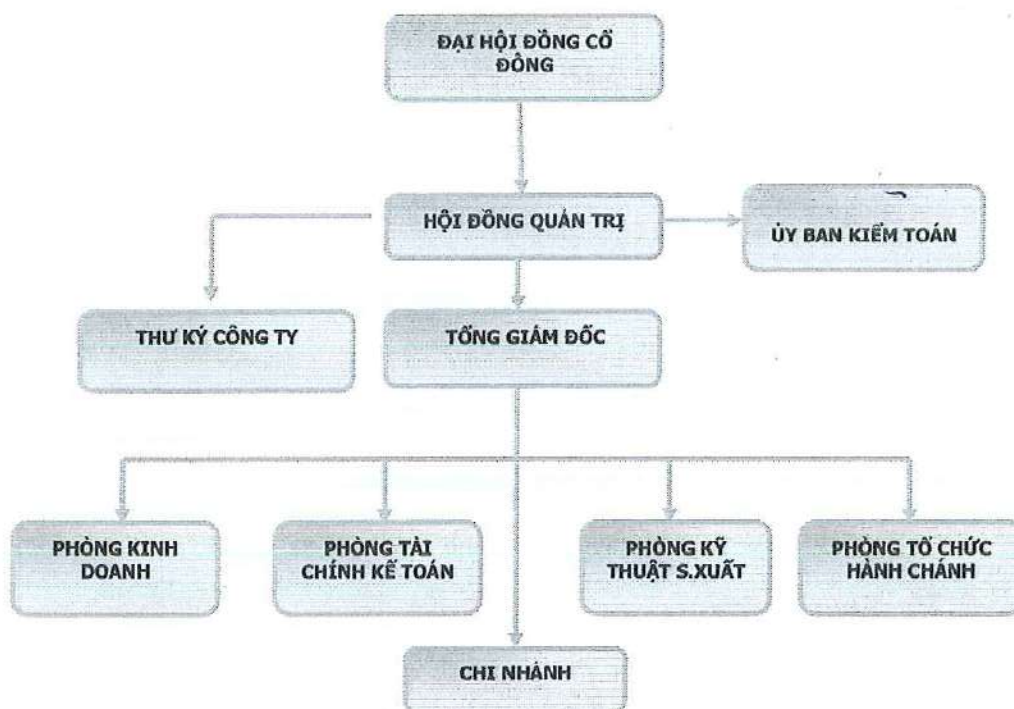 ĐẠI HỘI ĐỒNG CỔ
ĐÔNG
HỘI ĐỒNG QUẢN TRỊ
ỦY BAN KIỂM TOÁN
THƯ KÝ CÔNG TY
TỔNG GIÁM ĐỐC
PHÒNG KINH
DOANH
PHÒNG TÀI
CHÍNH KẾ TOÁN
PHÒNG KỸ
THUẬT S.XUẤT
PHÒNG TỔ CHỨC
HÀNH CHÁNH
CHI NHÁNH